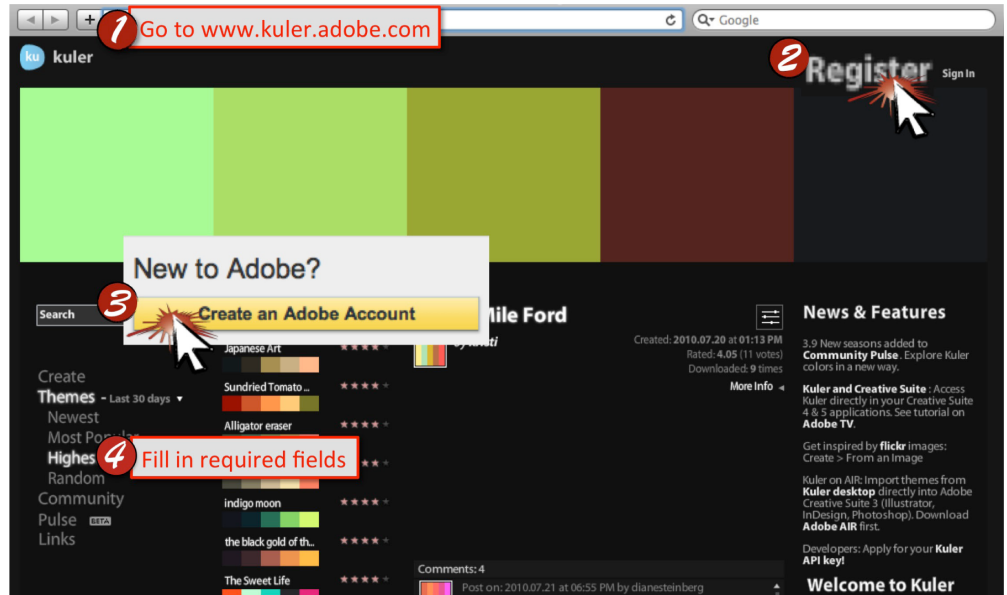 1 Go to www.kuler.adobe.com
Google
ku kuler
2 Register Sign In
New to Adobe?
3 Create an Adobe Account
Search
Create
Themes - Last 30 days
Newest
Most
4 Fill in required fields
Random
Community
Pulse BETA
Links
Japanese Art
Sundried Tomato ...
Alligator eraser
indigo moon
the black gold of th...
The Sweet Life
Mile Ford
by
Created: 2010.07.20 at 01:13 PM
Rated: 4.05 (11 votes)
Downloaded: 9 times
More Info
Comments: 4
Post on: 2010.07.21 at 06:55 PM by dianesteinberg
News & Features
3.9 New seasons added to
Community Pulse. Explore Kuler
colors in a new way.
Kuler and Creative Suite : Access
Kuler directly in your Creative Suite
4 & 5 applications. See tutorial on
Adobe TV.
Get inspired by flickr images:
Create > From an Image
Kuler on AIR: Import themes from
Kuler desktop directly into Adobe
Creative Suite 3 (Illustrator,
InDesign, Photoshop). Download
Adobe AIR first.
Developers: Apply for your Kuler
API key!
Welcome to Kuler